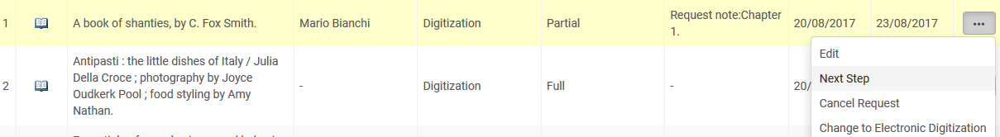 1 A book of shanties, by C. Fox Smith. Mario Bianchi Digitization Partial Request note:Chapter 1. 20/08/2017 23/08/2017 ...
Edit
Next Step
Cancel Request
Change to Electronic Digitization
2 Antipasti : the little dishes of Italy / Julia
Della Croce ; photography by Joyce
Oudkerk Pool ; food styling by Amy
Nathan.
- Digitization Full - 20/